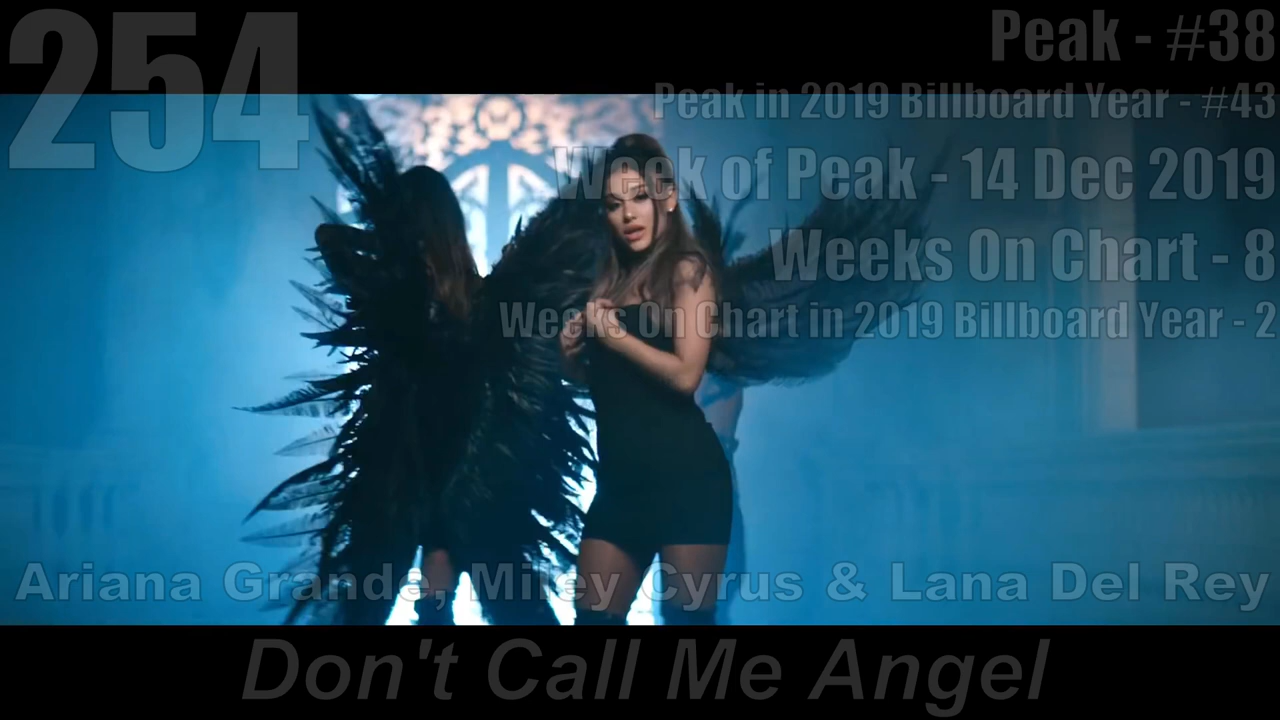 254
Peak - #38
Peak in 2019 Billboard Year - #43
Week of Peak - 14 Dec 2019
Weeks On Chart - 8
Weeks On Chart in 2019 Billboard Year - 2
Ariana Grande, Miley Cyrus & Lana Del Rey
Don't Call Me Angel